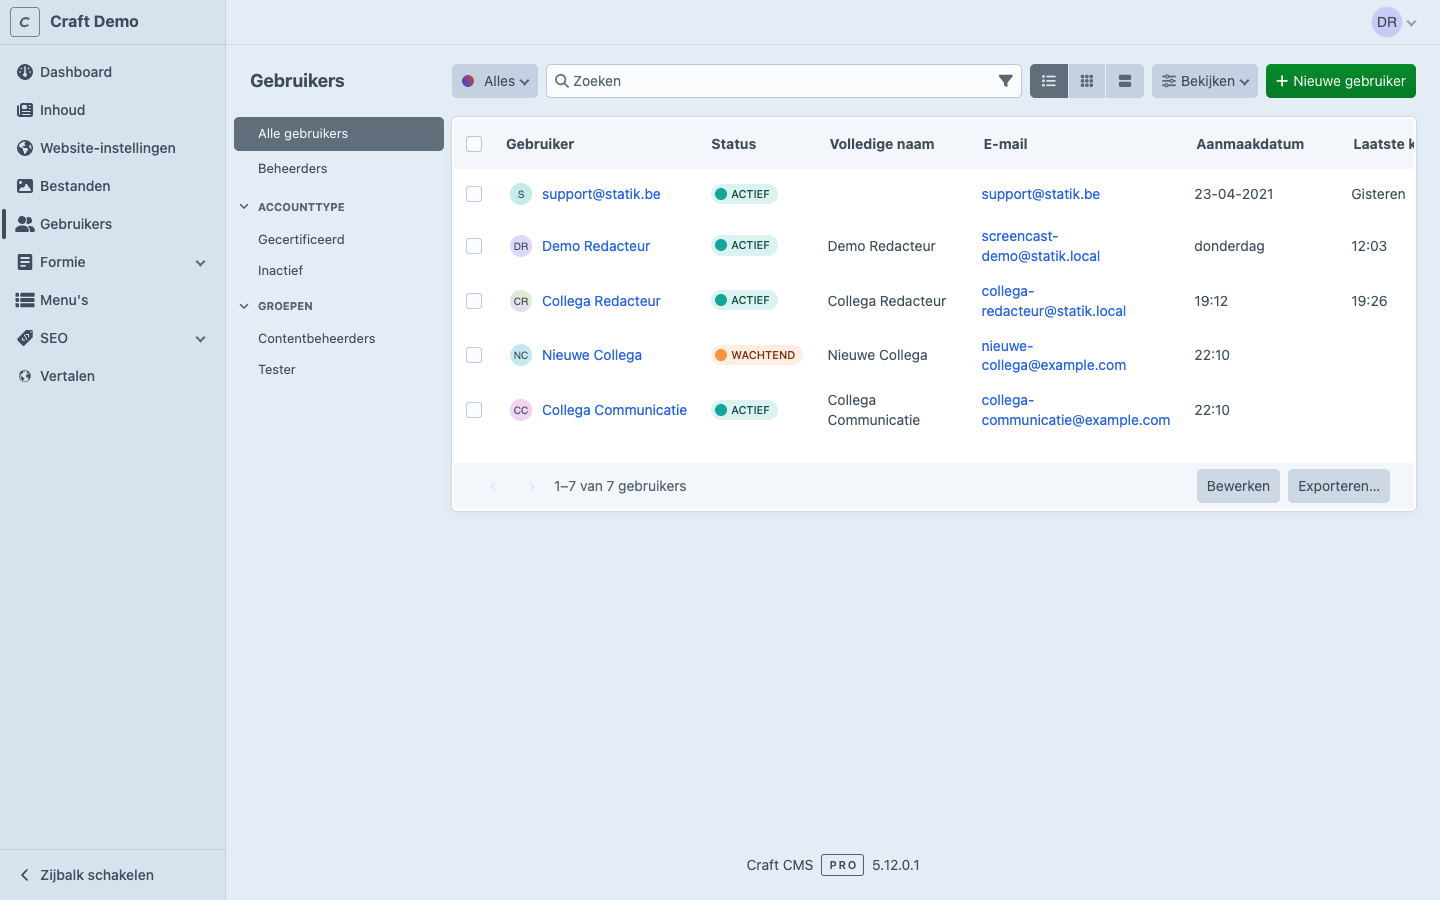 C Craft Demo
DR
Dashboard
Inhoud
Website-instellingen
Bestanden
Gebruikers
Formie
Menu's
SEO
Vertalen
Zijbalk schakelen
Gebruikers
Alles
Zoeken
Bekijken
Nieuwe gebruiker
Alle gebruikers
Beheerders
ACCOUNTTYPE
Gecertificeerd
Inactief
GROEPEN
Contentbeheerders
Tester
Gebruiker Status Volledige naam E-mail Aanmaakdatum Laatste k
S support@statik.be ACTIEF support@statik.be 23-04-2021 Gisteren
DR Demo Redacteur ACTIEF Demo Redacteur screencast-
demo@statik.local donderdag 12:03
CR Collega Redacteur ACTIEF Collega Redacteur collega-
redacteur@statik.local 19:12 19:26
NC Nieuwe Collega WACHTEND Nieuwe Collega nieuwe-
collega@example.com 22:10
CC Collega Communicatie ACTIEF Collega
Communicatie collega-
communicatie@example.com 22:10
1–7 van 7 gebruikers
Bewerken
Exporteren...
Craft CMS PRO 5.12.0.1